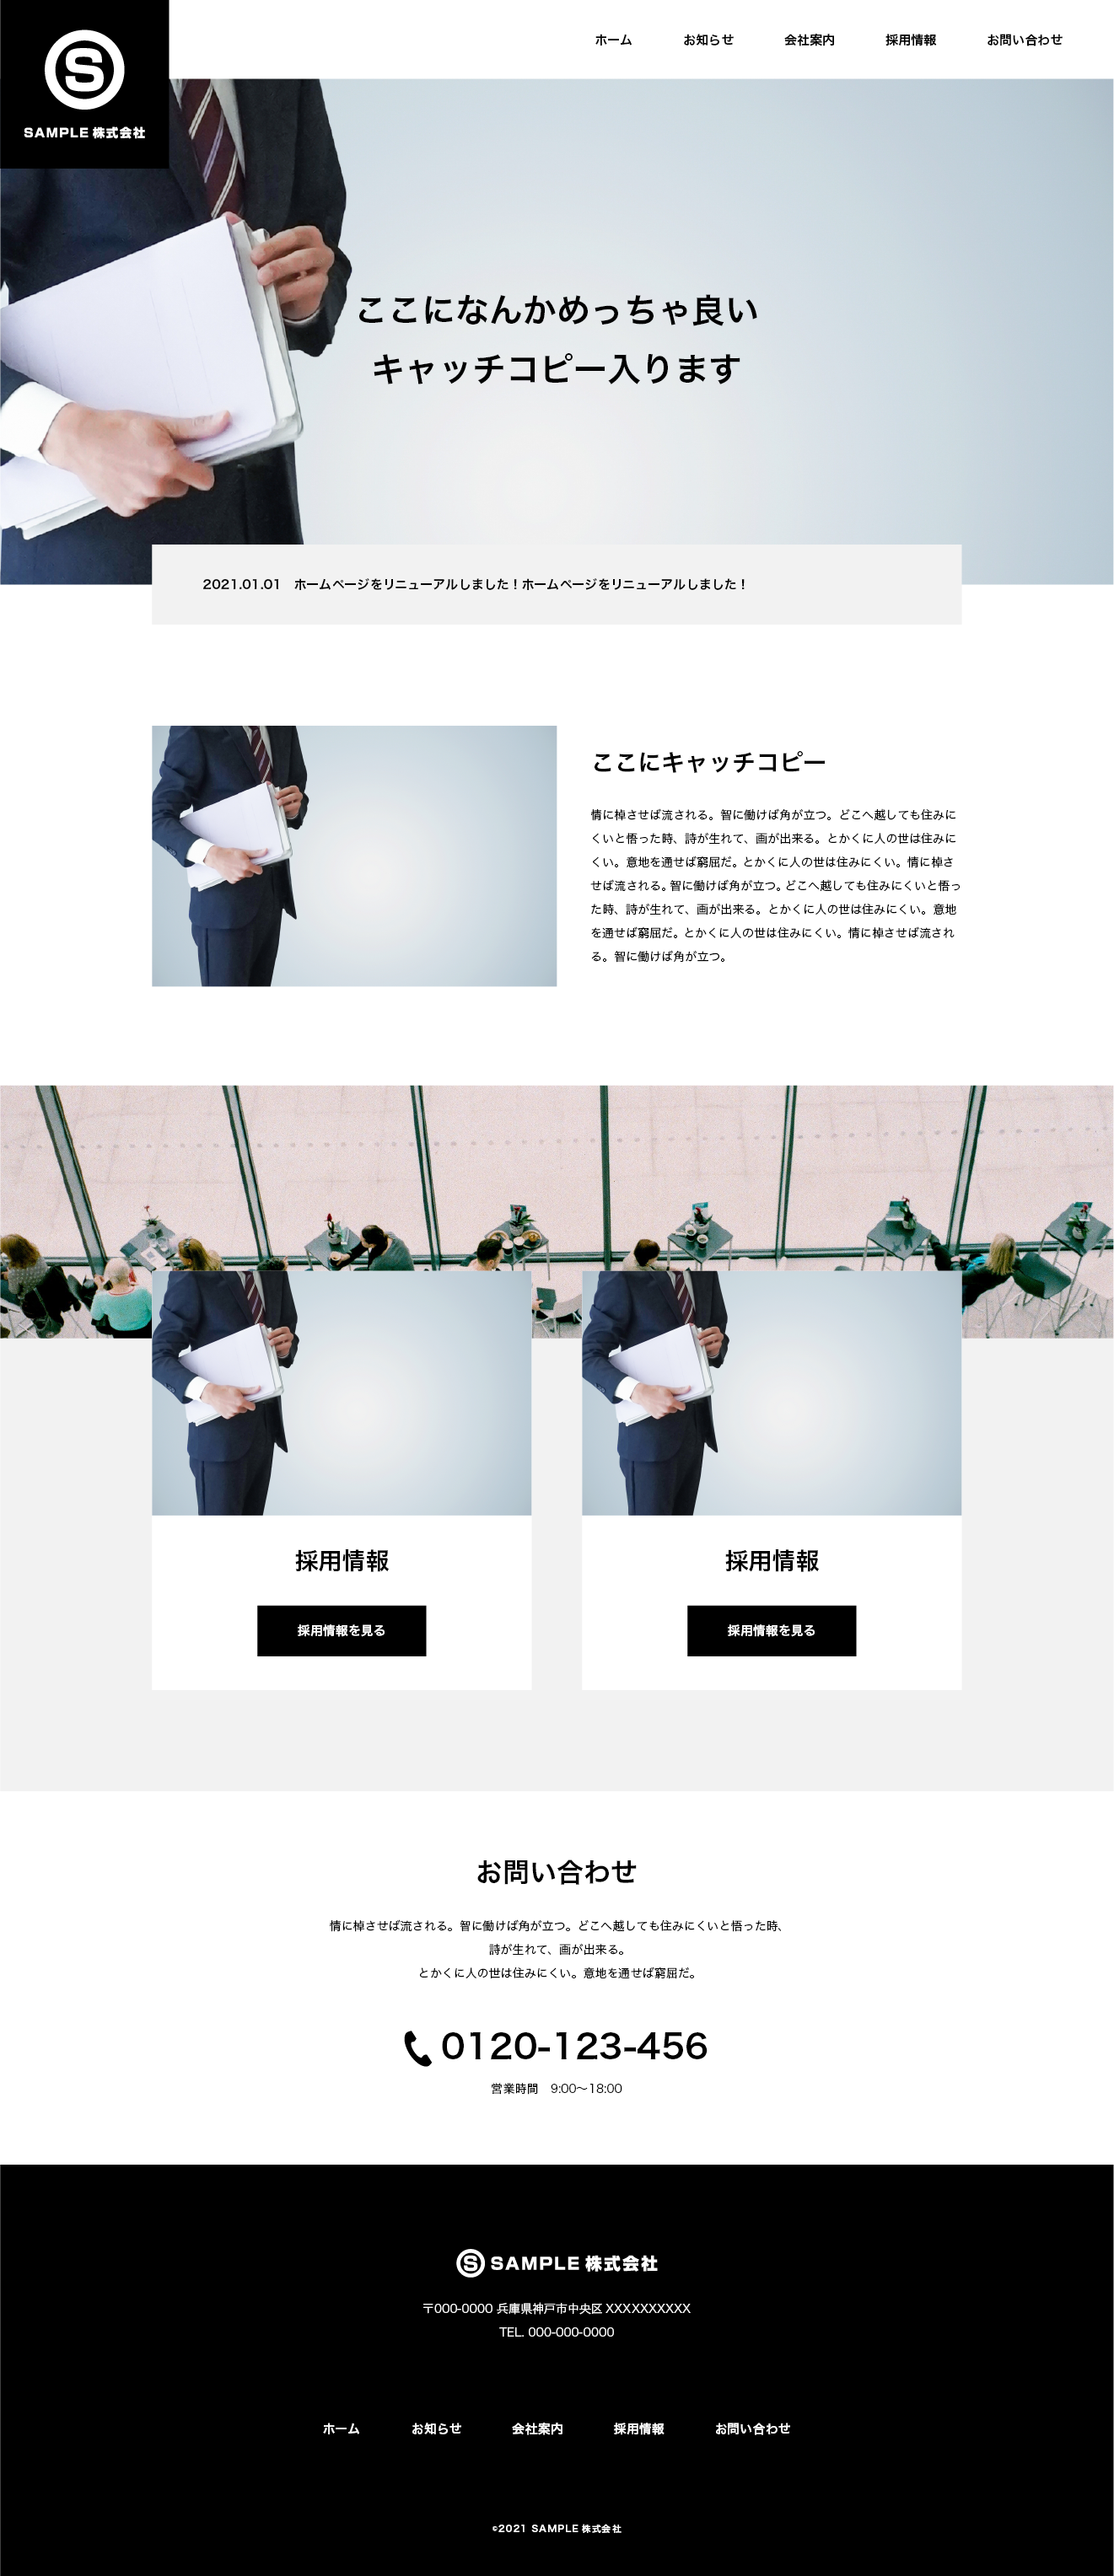 S
SAMPLE 株式会社
ホーム お知らせ 会社案内 採用情報 お問い合わせ
ここになんかめっちゃ良い
キャッチコピー入ります
2021.01.01　ホームページをリニューアルしました！ホームページをリニューアルしました！
ここにキャッチコピー
情に棹させば流される。智に働けば角が立つ。どこへ越しても住みに
くいと悟った時、詩が生れて、画が出来る。とかくに人の世は住みに
くい。意地を通せば窮屈だ。とかくに人の世は住みにくい。情に棹さ
せば流される。智に働けば角が立つ。どこへ越しても住みにくいと悟っ
た時、詩が生れて、画が出来る。とかくに人の世は住みにくい。意地
を通せば窮屈だ。とかくに人の世は住みにくい。情に棹させば流され
る。智に働けば角が立つ。
採用情報
採用情報を見る
採用情報
採用情報を見る
お問い合わせ
情に棹させば流される。智に働けば角が立つ。どこへ越しても住みにくいと悟った時、
詩が生れて、画が出来る。
とかくに人の世は住みにくい。意地を通せば窮屈だ。
0120-123-456
営業時間　9:00〜18:00
S SAMPLE 株式会社
〒000-0000 兵庫県神戸市中央区 XXXXXXXXXX
TEL. 000-000-0000
ホーム お知らせ 会社案内 採用情報 お問い合わせ
©2021 SAMPLE 株式会社